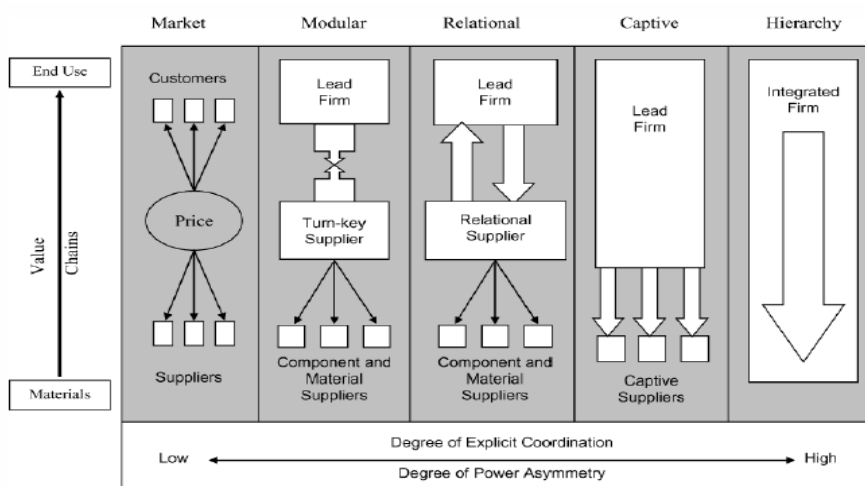 Market
Modular
Relational
Captive
Hierarchy
End Use
Value
Chains
Materials
Customers
Price
Suppliers
Lead
Firm
Turn-key
Supplier
Component and
Material
Suppliers
Lead
Firm
Relational
Supplier
Component and
Material
Suppliers
Lead
Firm
Captive
Suppliers
Integrated
Firm
Degree of Explicit Coordination
Low
High
Degree of Power Asymmetry